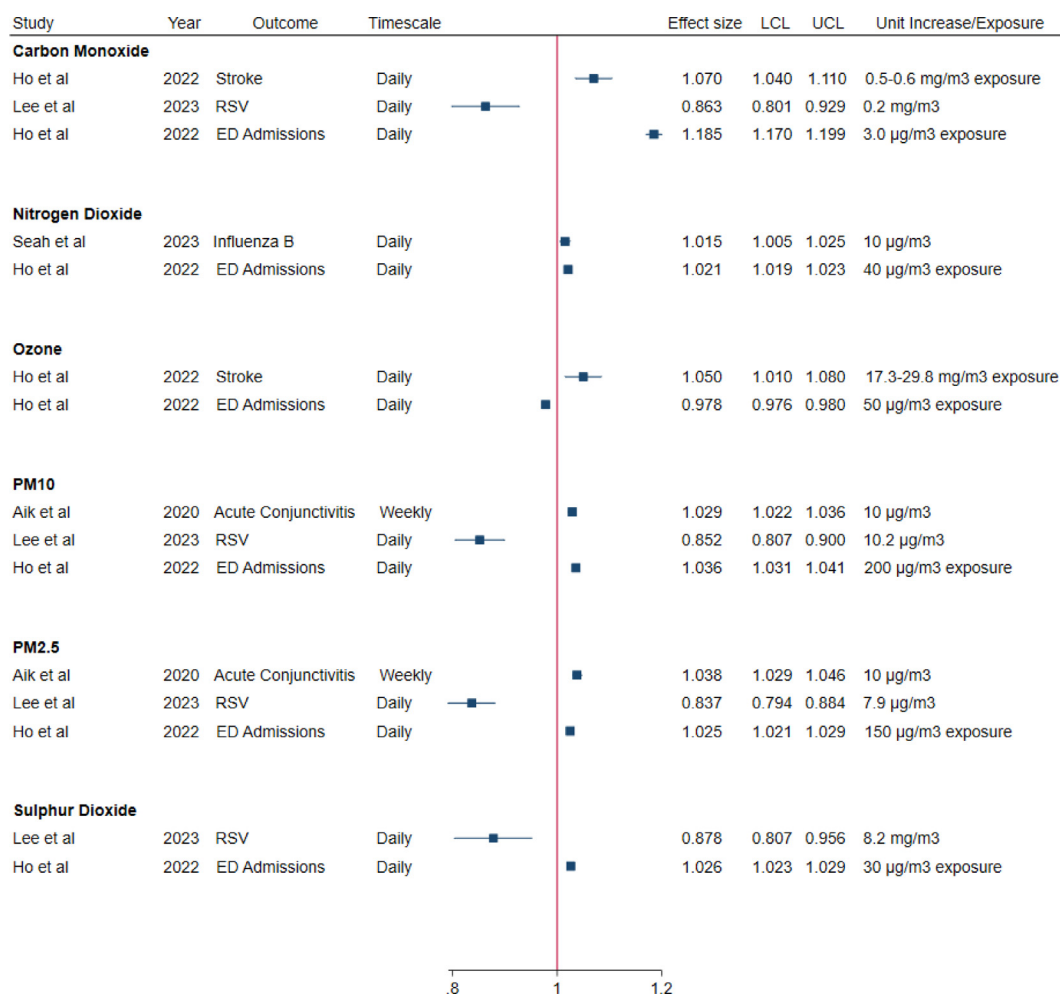 Study Year Outcome Timescale Effect size LCL UCL Unit Increase/Exposure
Carbon Monoxide
Ho et al 2022 Stroke Daily 1.070 1.040 1.110 0.5-0.6 mg/m3 exposure
Lee et al 2023 RSV Daily 0.863 0.801 0.929 0.2 mg/m3
Ho et al 2022 ED Admissions Daily 1.185 1.170 1.199 3.0 µg/m3 exposure
Nitrogen Dioxide
Seah et al 2023 Influenza B Daily 1.015 1.005 1.025 10 µg/m3
Ho et al 2022 ED Admissions Daily 1.021 1.019 1.023 40 µg/m3 exposure
Ozone
Ho et al 2022 Stroke Daily 1.050 1.010 1.080 17.3-29.8 mg/m3 exposure
Ho et al 2022 ED Admissions Daily 0.978 0.976 0.980 50 µg/m3 exposure
PM10
Aik et al 2020 Acute Conjunctivitis Weekly 1.029 1.022 1.036 10 µg/m3
Lee et al 2023 RSV Daily 0.852 0.807 0.900 10.2 µg/m3
Ho et al 2022 ED Admissions Daily 1.036 1.031 1.041 200 µg/m3 exposure
PM2.5
Aik et al 2020 Acute Conjunctivitis Weekly 1.038 1.029 1.046 10 µg/m3
Lee et al 2023 RSV Daily 0.837 0.794 0.884 7.9 µg/m3
Ho et al 2022 ED Admissions Daily 1.025 1.021 1.029 150 µg/m3 exposure
Sulphur Dioxide
Lee et al 2023 RSV Daily 0.878 0.807 0.956 8.2 mg/m3
Ho et al 2022 ED Admissions Daily 1.026 1.023 1.029 30 µg/m3 exposure
.8 1 1.2